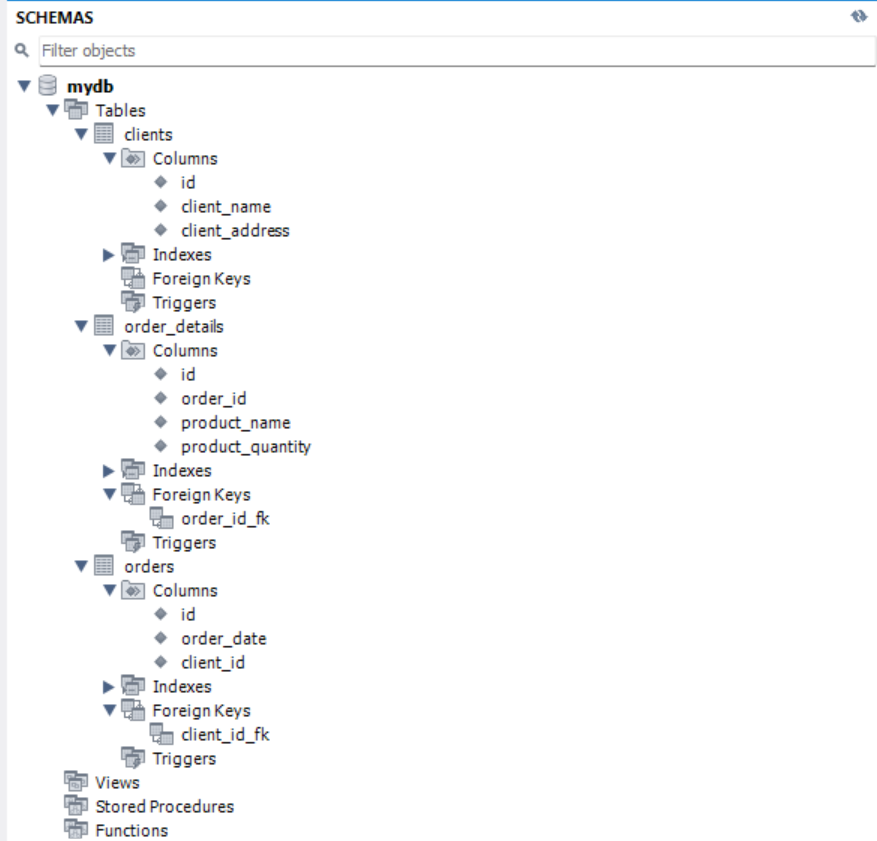 SCHEMAS
Filter objects
mydb
Tables
clients
Columns
id
client_name
client_address
Indexes
Foreign Keys
Triggers
order_details
Columns
id
order_id
product_name
product_quantity
Indexes
Foreign Keys
order_id_fk
Triggers
orders
Columns
id
order_date
client_id
Indexes
Foreign Keys
client_id_fk
Triggers
Views
Stored Procedures
Functions